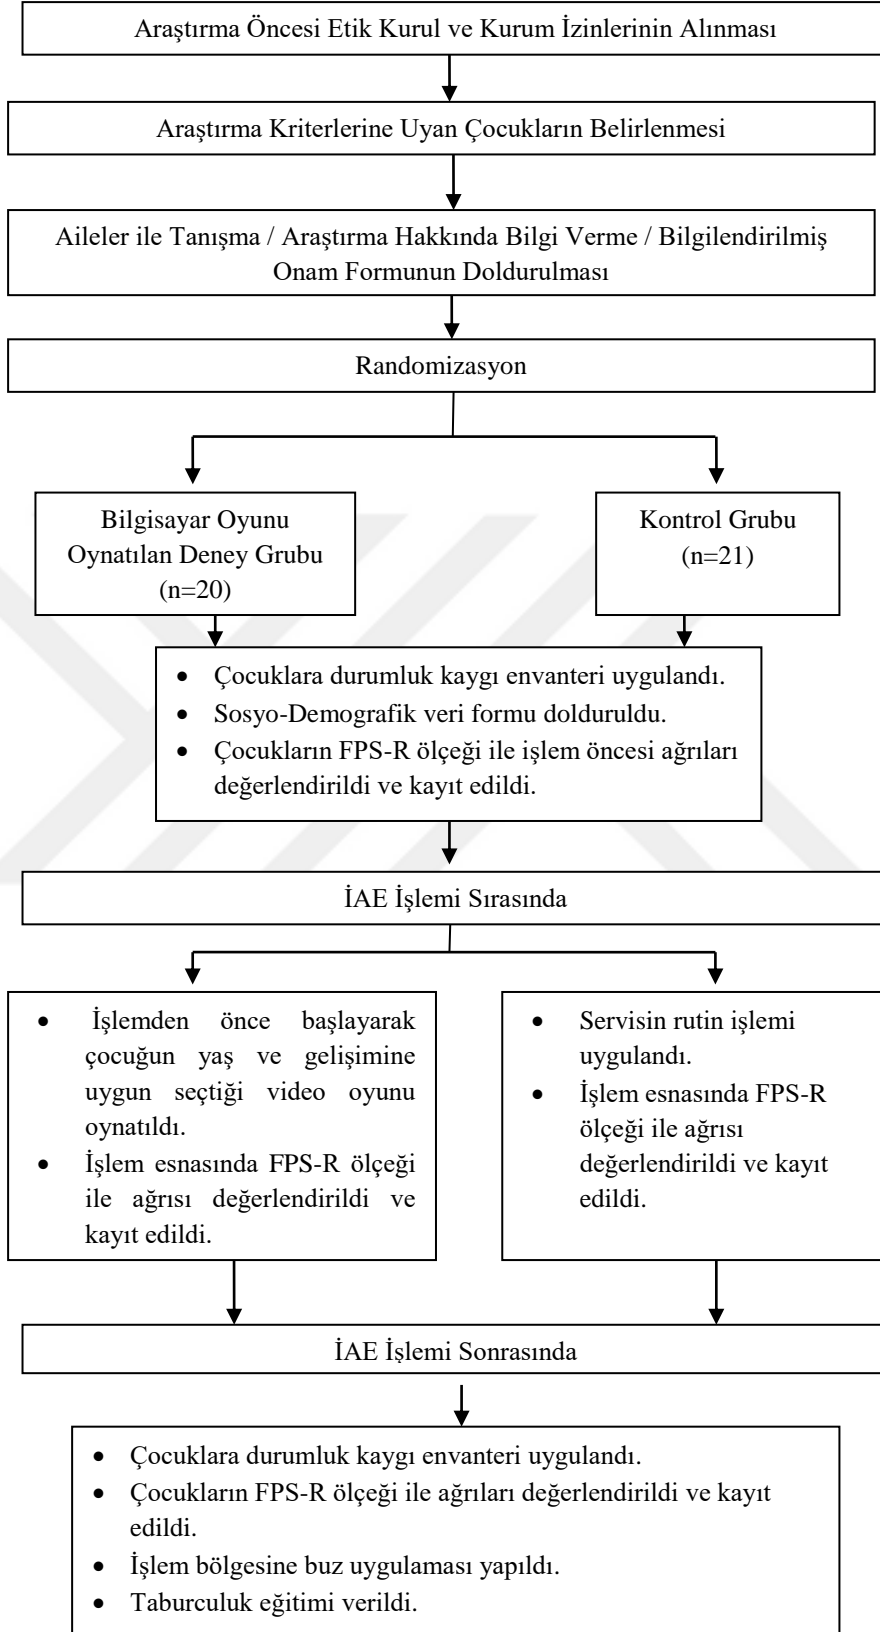 Araştırma Öncesi Etik Kurul ve Kurum İzinlerinin Alınması
Araştırma Kriterlerine Uyan Çocukların Belirlenmesi
Aileler ile Tanışma / Araştırma Hakkında Bilgi Verme / Bilgilendirilmiş
Onam Formunun Doldurulması
Randomizasyon
Bilgisayar Oyunu
Oynatılan Deney Grubu
(n=20)
Kontrol Grubu
(n=21)
• Çocuklara durumluk kaygı envanteri uygulandı.
• Sosyo-Demografik veri formu dolduruldu.
• Çocukların FPS-R ölçeği ile işlem öncesi ağrıları
değerlendirildi ve kayıt edildi.
İAE İşlemi Sırasında
• İşlemden önce başlayarak
çocuğun yaş ve gelişimine
uygun seçtiği video oyunu
oynatıldı.
• İşlem esnasında FPS-R ölçeği
ile ağrısı değerlendirildi ve
kayıt edildi.
• Servisin rutin işlemi
uygulandı.
• İşlem esnasında FPS-R
ölçeği ile ağrısı
değerlendirildi ve kayıt
edildi.
İAE İşlemi Sonrasında
• Çocuklara durumluk kaygı envanteri uygulandı.
• Çocukların FPS-R ölçeği ile ağrıları değerlendirildi ve kayıt
edildi.
• İşlem bölgesine buz uygulaması yapıldı.
• Taburculuk eğitimi verildi.